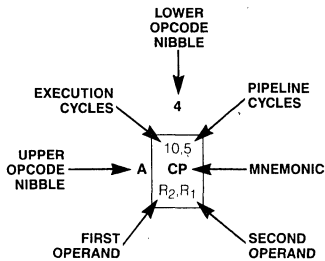 LOWER
OPCODE
NIBBLE
EXECUTION
CYCLES
4
PIPELINE
CYCLES
10,5
UPPER
OPCODE
NIBBLE
A
CP
MNEMONIC
R2,R1
FIRST
OPERAND
SECOND
OPERAND